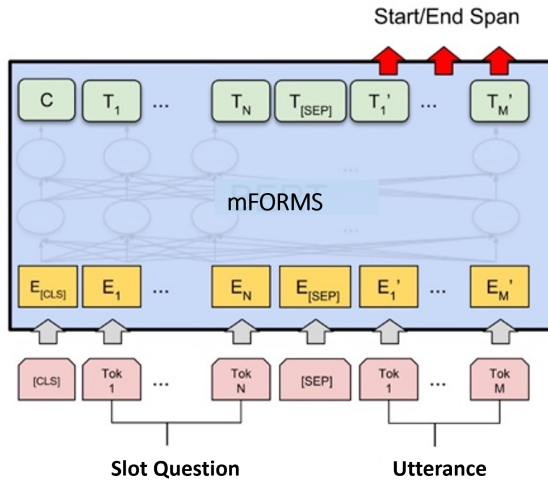 Start/End Span
C T1 ... TN T[SEP] T1' ... TM'
...
mFORMS
...
E[CLS] E1 ... EN E[SEP] E1' ... EM'
[CLS] Tok 1 ... Tok N [SEP] Tok 1 ... Tok M
Slot Question Utterance